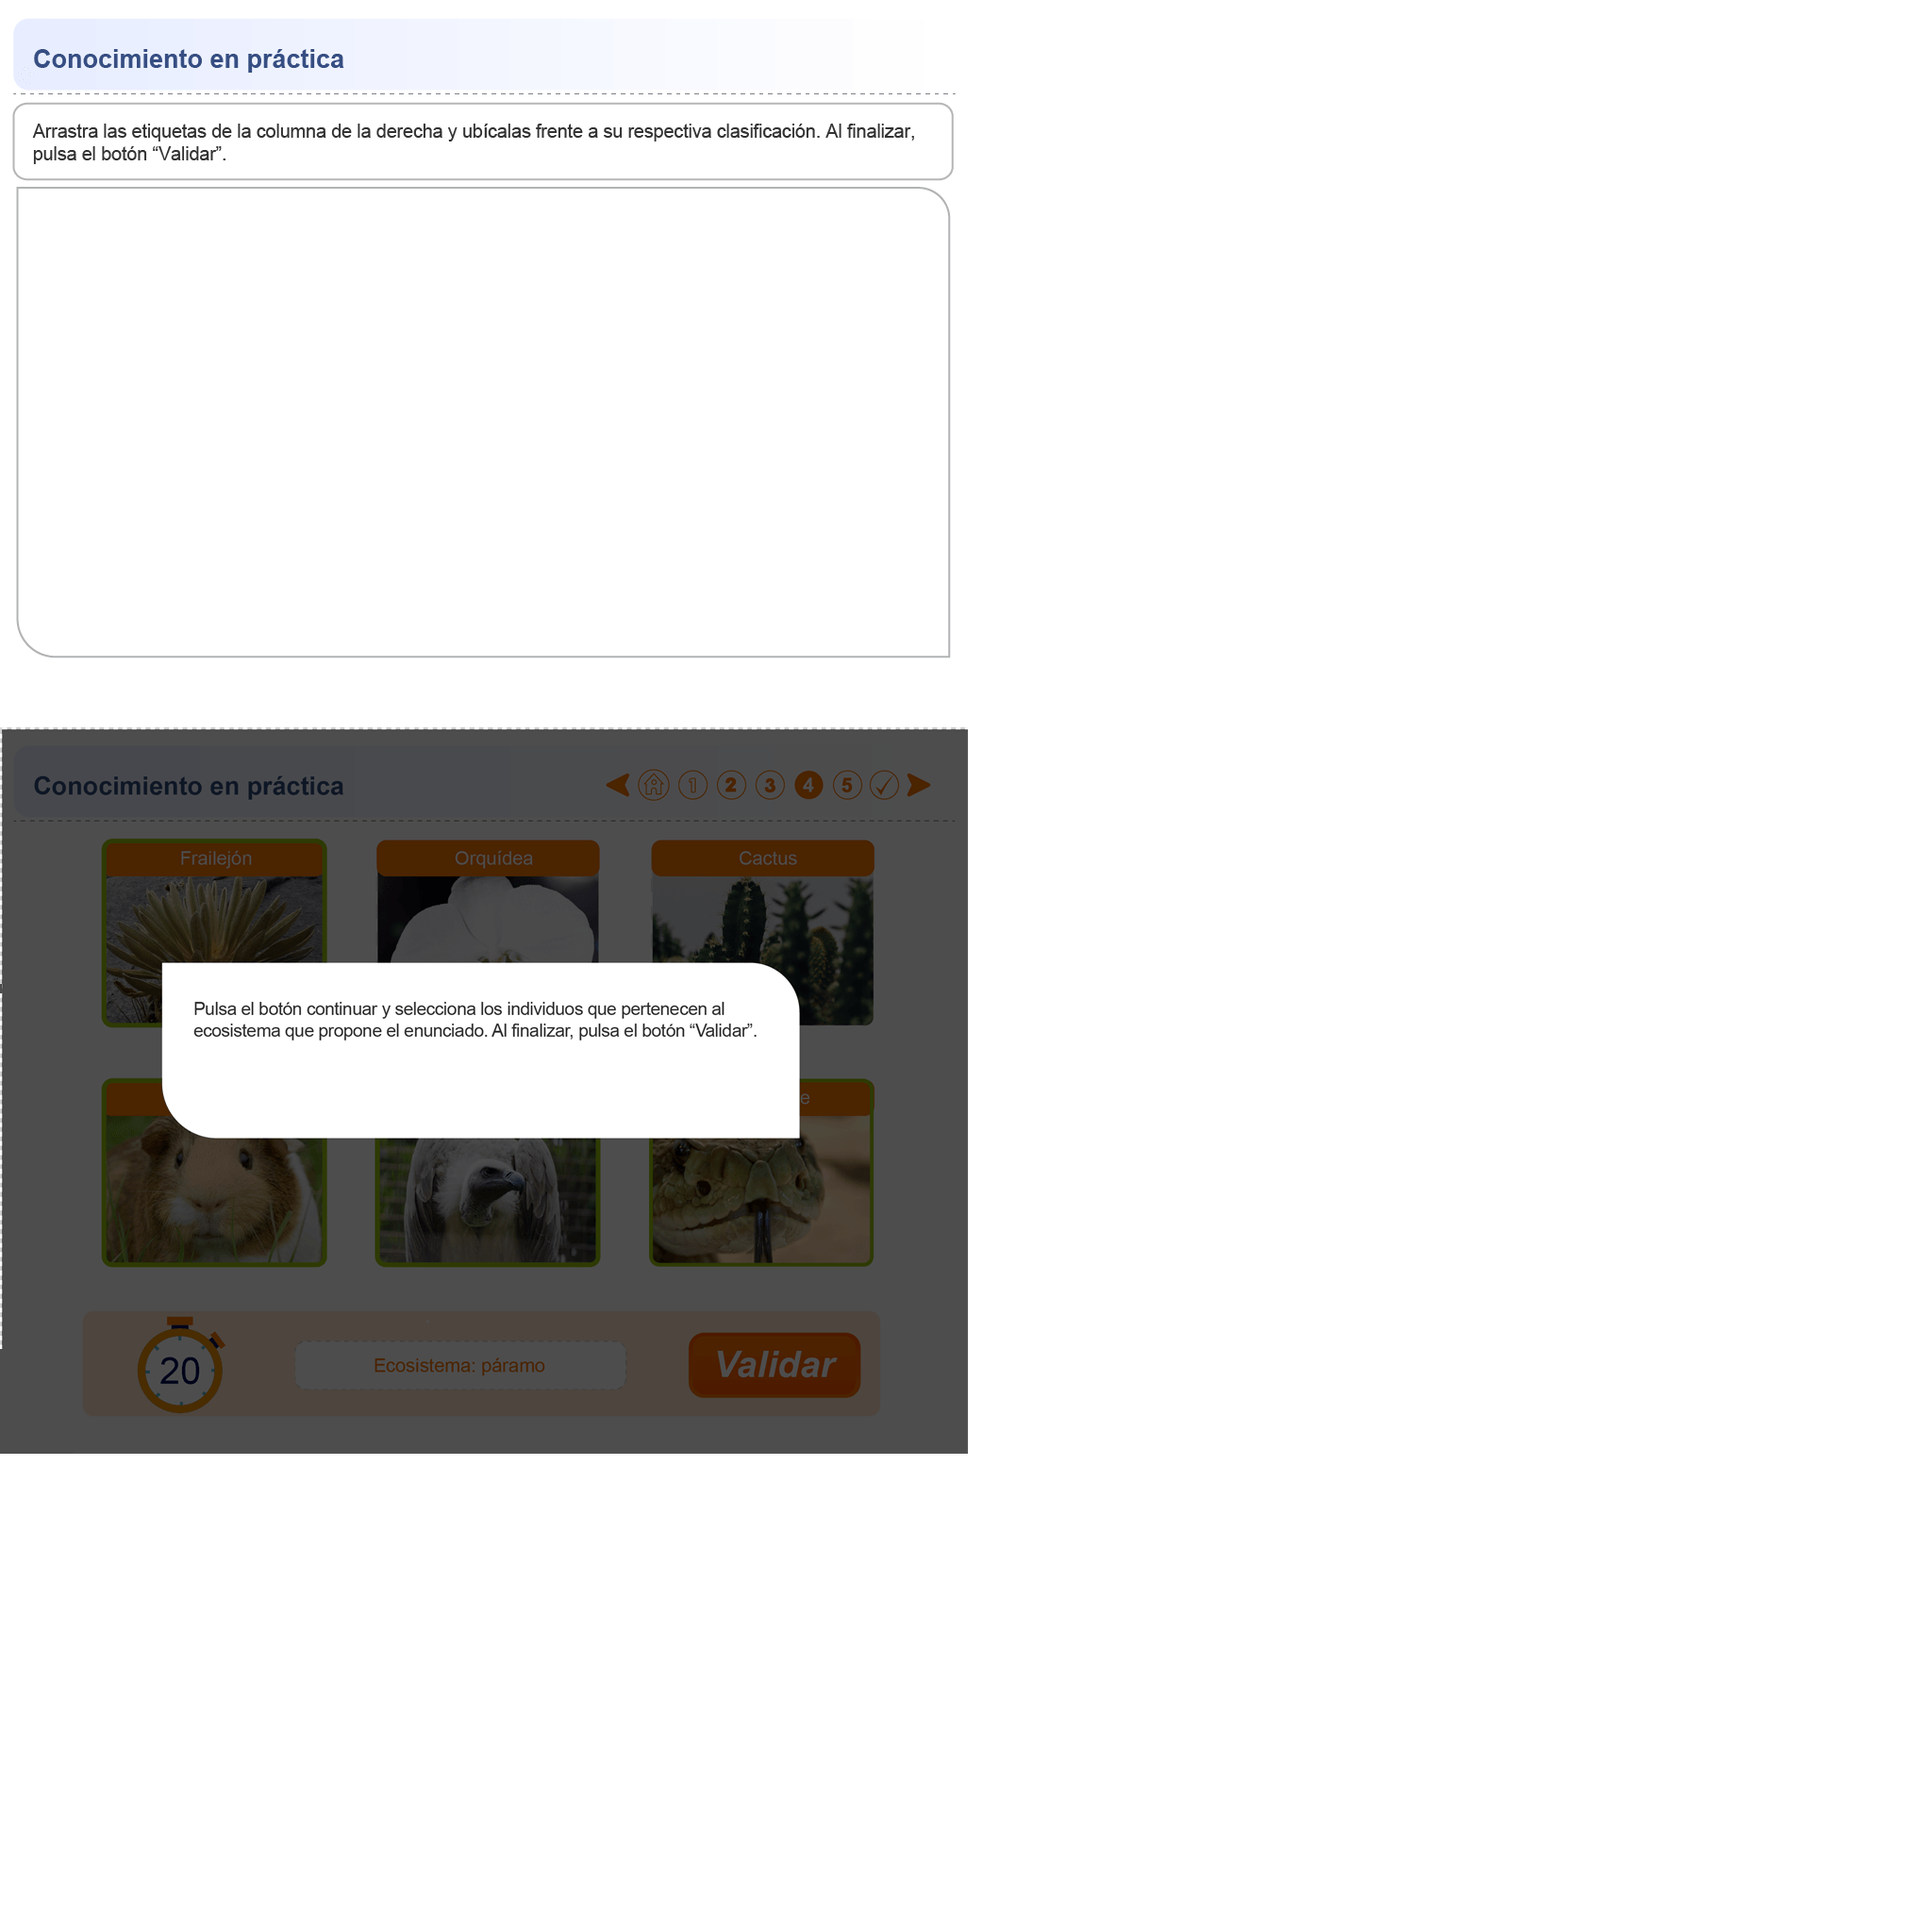 Conocimiento en práctica
Arrastra las etiquetas de la columna de la derecha y ubícalas frente a su respectiva clasificación. Al finalizar,
pulsa el botón “Validar”.
Conocimiento en práctica
1 2 3 4 5
Frailejón
Orquídea
Cactus
Pulsa el botón continuar y selecciona los individuos que pertenecen al
ecosistema que propone el enunciado. Al finalizar, pulsa el botón “Validar”.
e
20
Ecosistema: páramo
Validar